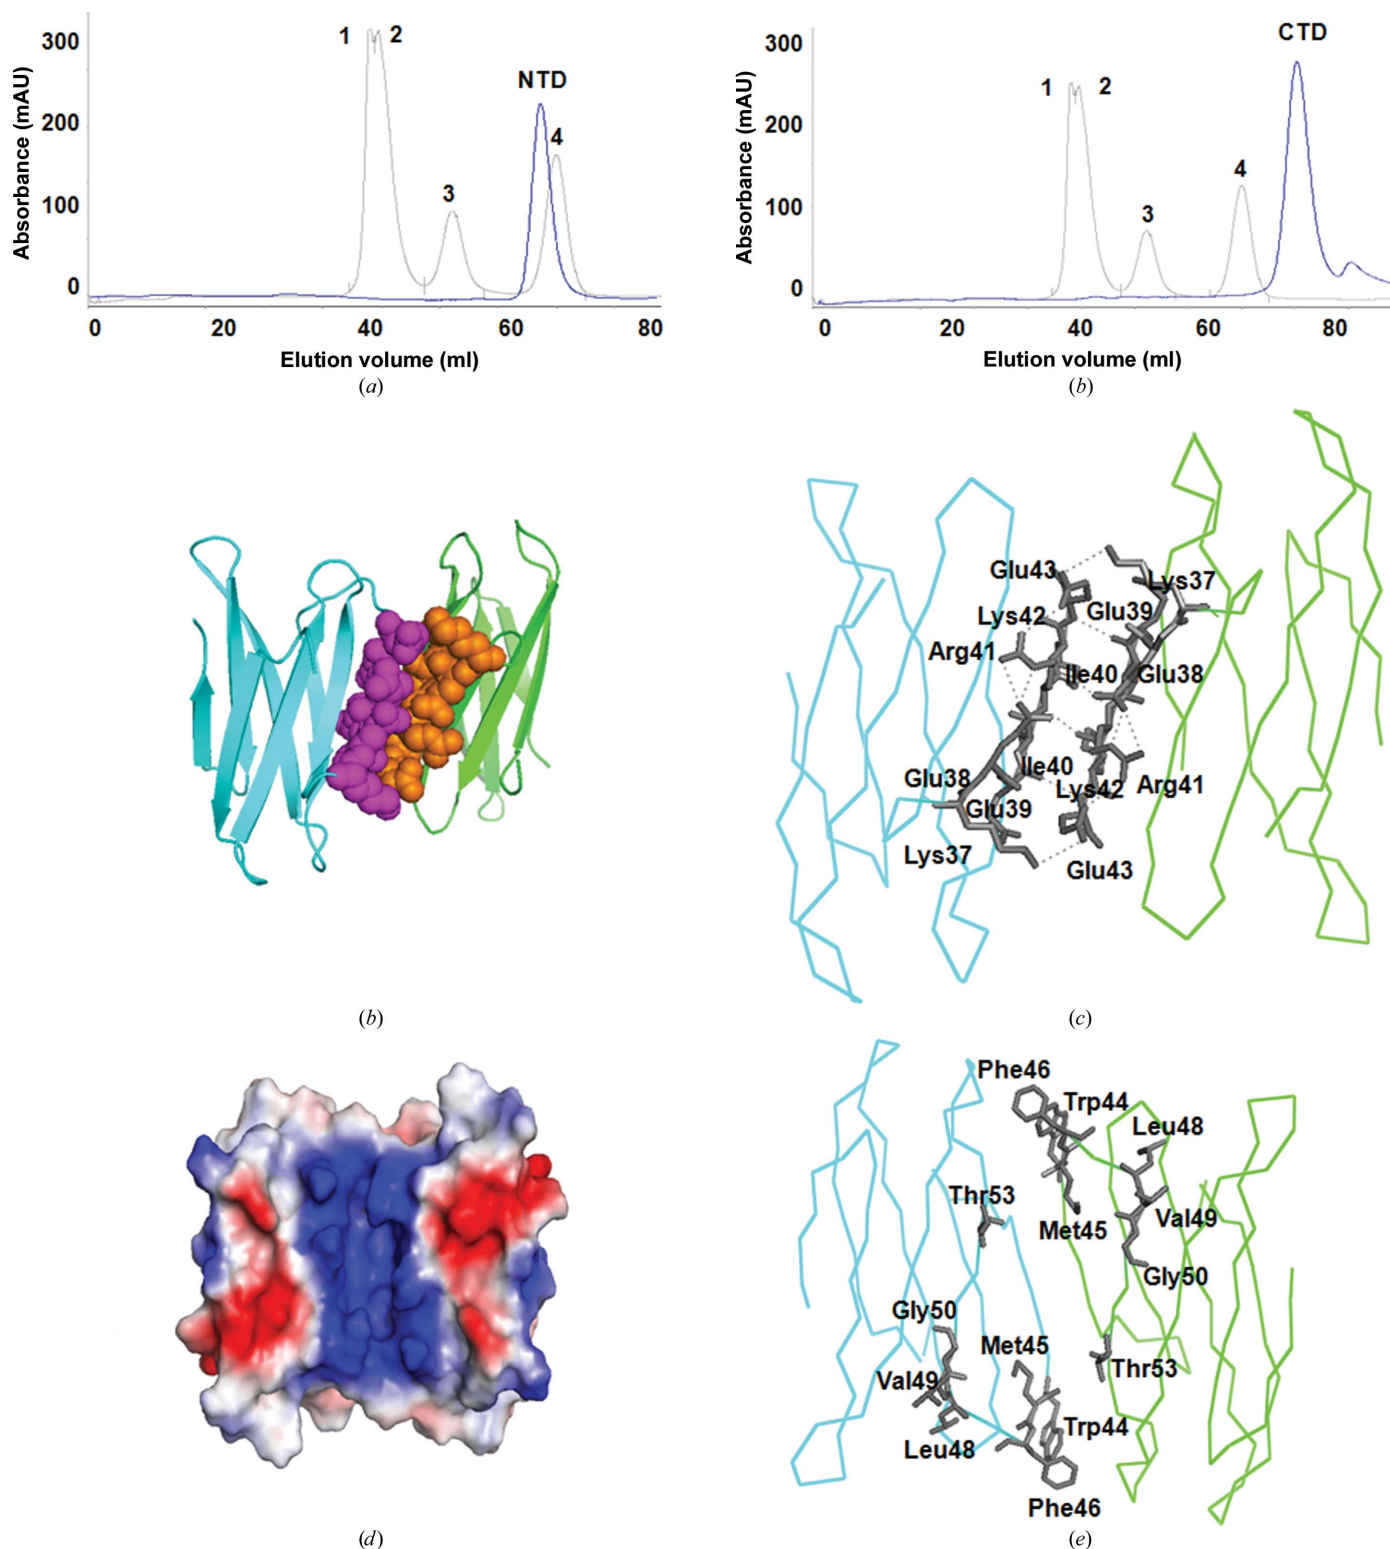 300
200
100
0
Absorbance (mAU)
1
2
3
NTD
4
0
20
40
60
80
Elution volume (ml)
(a)
300
200
100
0
Absorbance (mAU)
1
2
3
4
CTD
0
20
40
60
80
Elution volume (ml)
(b)
(b)
Glu43
Lys37
Lys42
Glu39
Arg41
Ile40
Glu38
Glu38
Ile40
Lys42
Arg41
Glu39
Lys37
Glu43
(c)
(d)
Phe46
Trp44
Leu48
Thr53
Met45
Val49
Gly50
Gly50
Met45
Val49
Thr53
Leu48
Trp44
Phe46
(e)